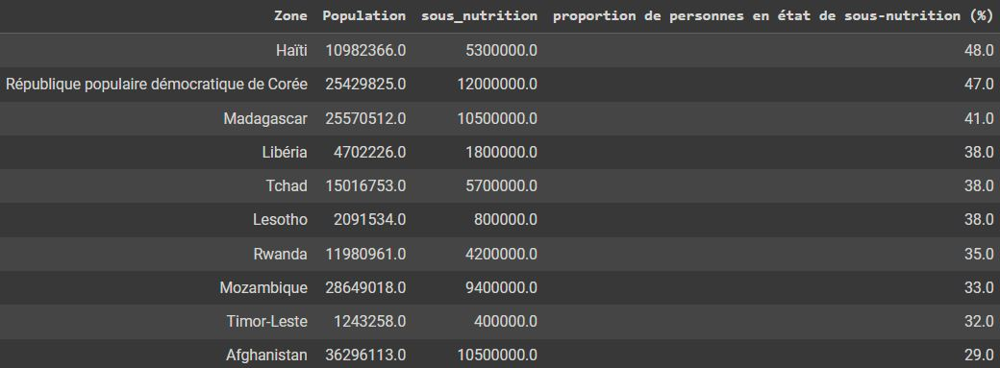 Zone Population sous_nutrition proportion de personnes en état de sous-nutrition (%)
Haïti 10982366.0 5300000.0 48.0
République populaire démocratique de Corée 25429825.0 12000000.0 47.0
Madagascar 25570512.0 10500000.0 41.0
Libéria 4702226.0 1800000.0 38.0
Tchad 15016753.0 5700000.0 38.0
Lesotho 2091534.0 800000.0 38.0
Rwanda 11980961.0 4200000.0 35.0
Mozambique 28649018.0 9400000.0 33.0
Timor-Leste 1243258.0 400000.0 32.0
Afghanistan 36296113.0 10500000.0 29.0